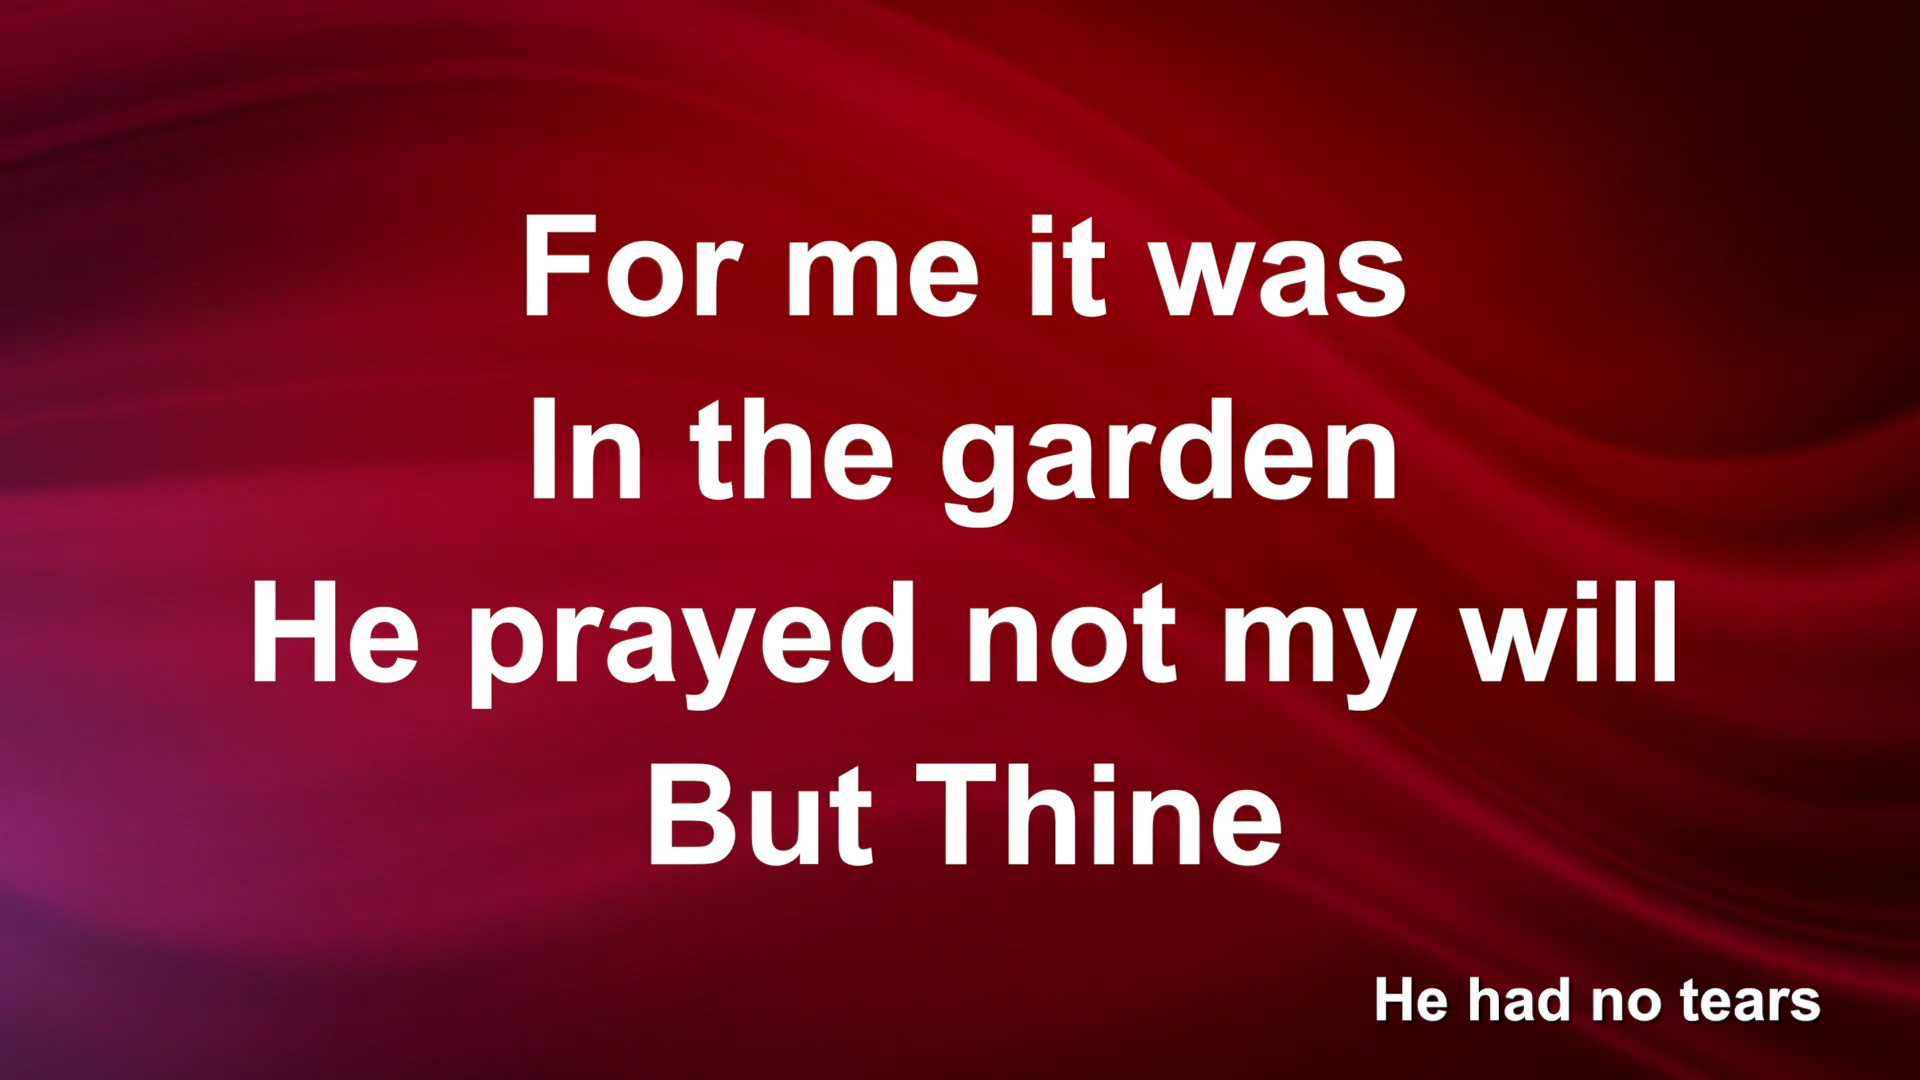 For me it was
In the garden
He prayed not my will
But Thine
He had no tears